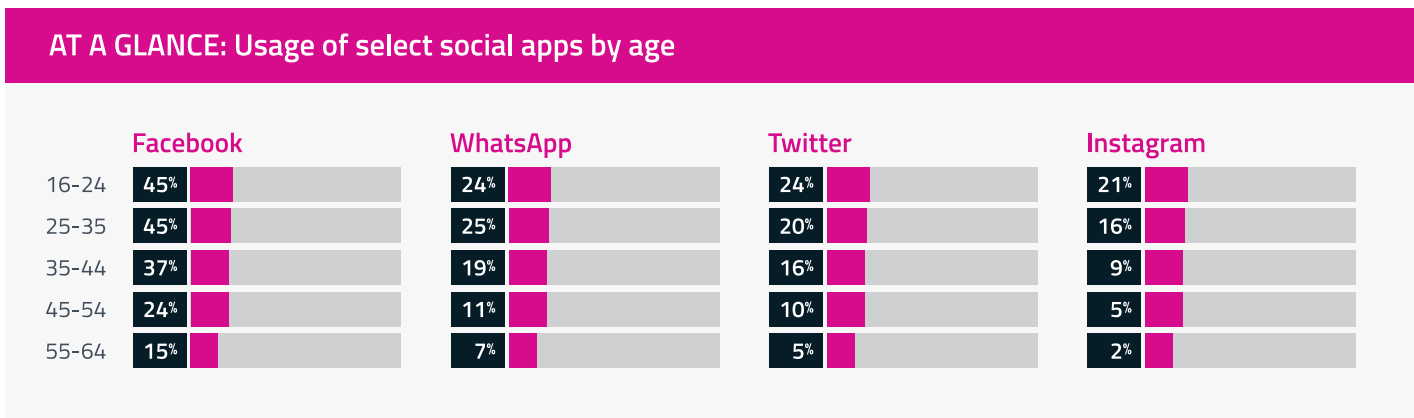 AT A GLANCE: Usage of select social apps by age
Facebook WhatsApp Twitter Instagram
16-24 45% 24% 24% 21%
25-35 45% 25% 20% 16%
35-44 37% 19% 16% 9%
45-54 24% 11% 10% 5%
55-64 15% 7% 5% 2%